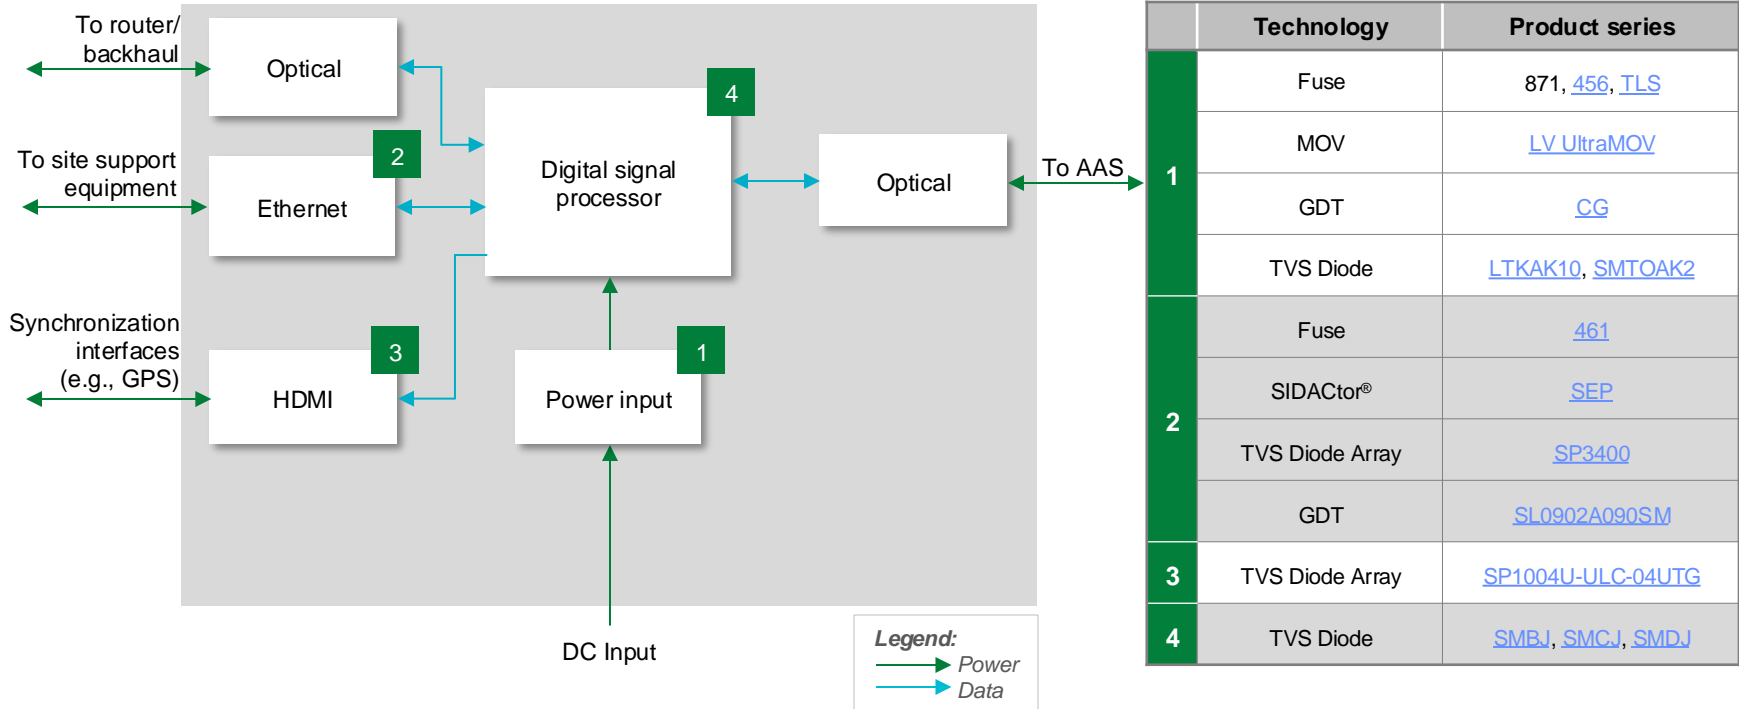 To router/
backhaul
Optical
4
2
To site support
equipment
Ethernet
Digital signal
processor
Optical
To AAS
Synchronization
interfaces
(e.g., GPS)
3
HDMI
1
Power input
DC Input
Legend:
Power
Data
Technology Product series
1
Fuse 871, 456, TLS
MOV LV UltraMOV
GDT CG
TVS Diode LTKAK10, SMTOAK2
2
Fuse 461
SIDACtor® SEP
TVS Diode Array SP3400
GDT SL0902A090SM
3 TVS Diode Array SP1004U-ULC-04UTG
4 TVS Diode SMBJ, SMCJ, SMDJ